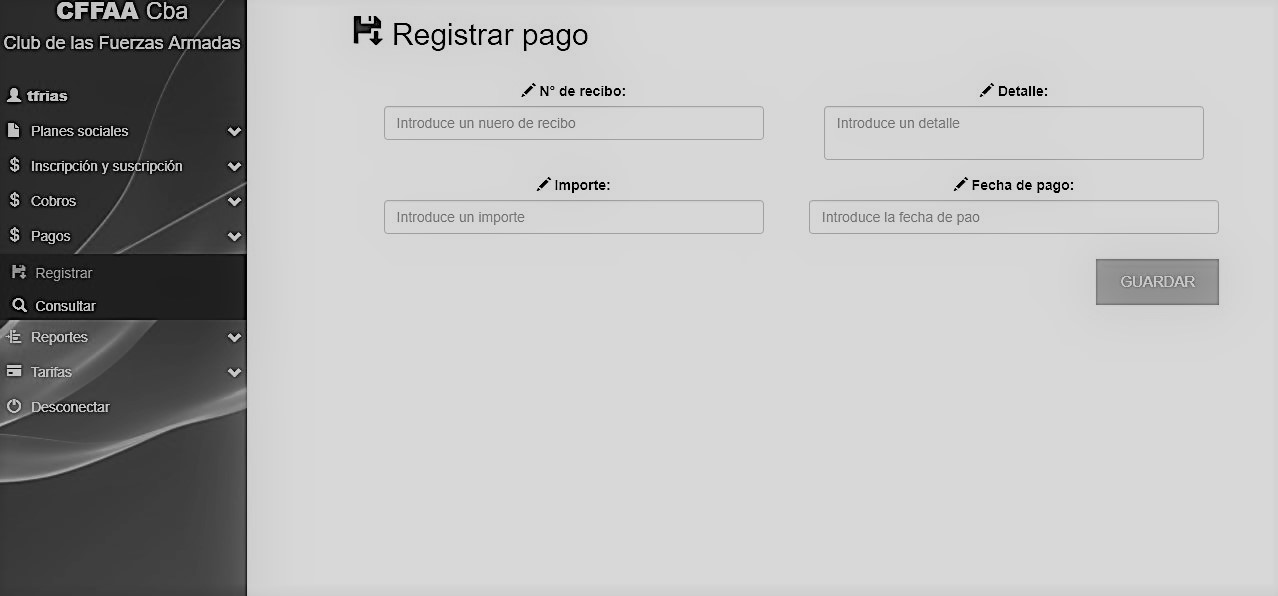 CFFAA Cba
Club de las Fuerzas Armadas
tfrias
Planes sociales
Inscripción y suscripción
Cobros
Pagos
Registrar
Consultar
Reportes
Tarifas
Desconectar
Registrar pago
N° de recibo:
Introduce un nuero de recibo
Detalle:
Introduce un detalle
Importe:
Introduce un importe
Fecha de pago:
Introduce la fecha de pao
GUARDAR